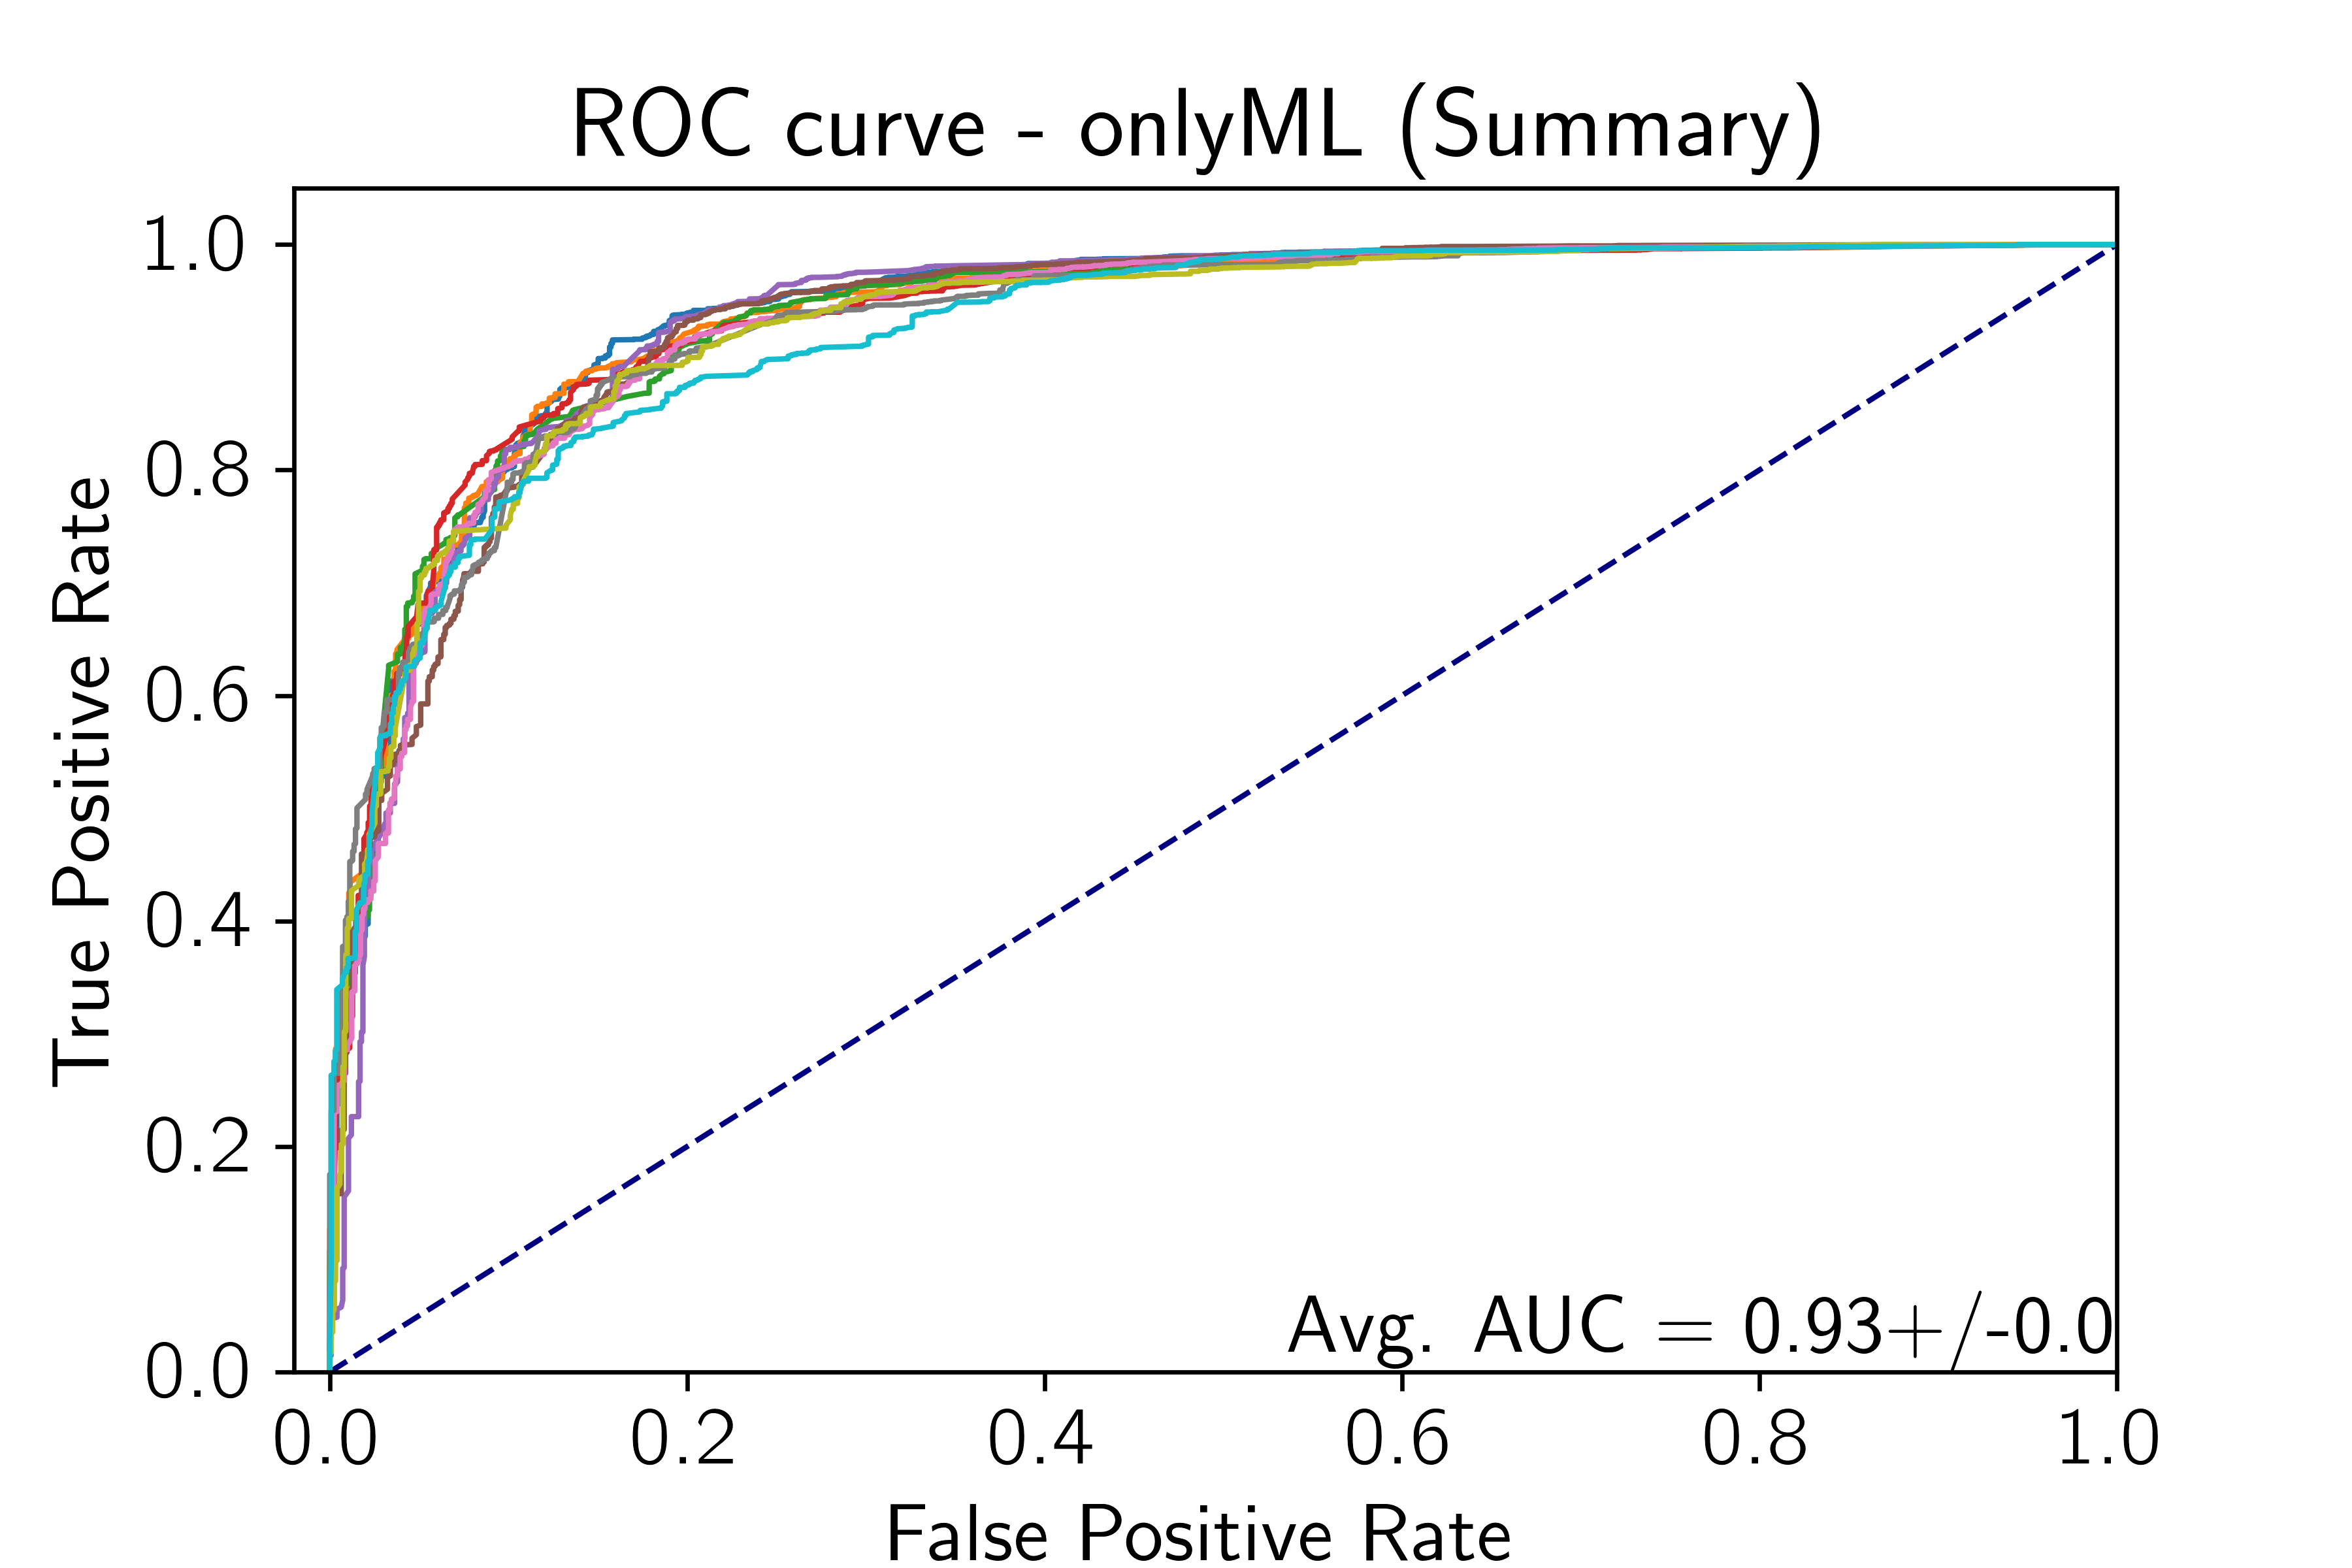 ROC curve - onlyML (Summary)
1.0
0.8
0.6
0.4
0.2
0.0
True Positive Rate
Avg. AUC = 0.93+/-0.0
0.0 0.2 0.4 0.6 0.8 1.0
False Positive Rate